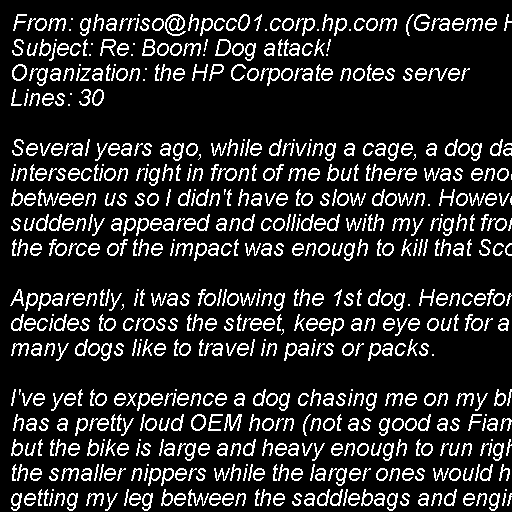 From: gharriso@hpcc01.corp.hp.com (Graeme H
Subject: Re: Boom! Dog attack!
Organization: the HP Corporate notes server
Lines: 30

Several years ago, while driving a cage, a dog da
intersection right in front of me but there was eno
between us so I didn't have to slow down. Howeve
suddenly appeared and collided with my right fron
the force of the impact was enough to kill that Sco

Apparently, it was following the 1st dog. Hencefor
decides to cross the street, keep an eye out for a
many dogs like to travel in pairs or packs.

I've yet to experience a dog chasing me on my bl
has a pretty loud OEM horn (not as good as Fiam
but the bike is large and heavy enough to run righ
the smaller nippers while the larger ones would h
getting my leg between the saddlebags and engin